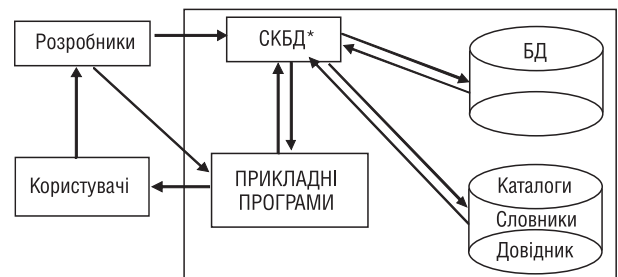 Розробники
СКБД*
БД
Користувачі
ПРИКЛАДНІ
ПРОГРАМИ
Каталоги
Словники
Довідник